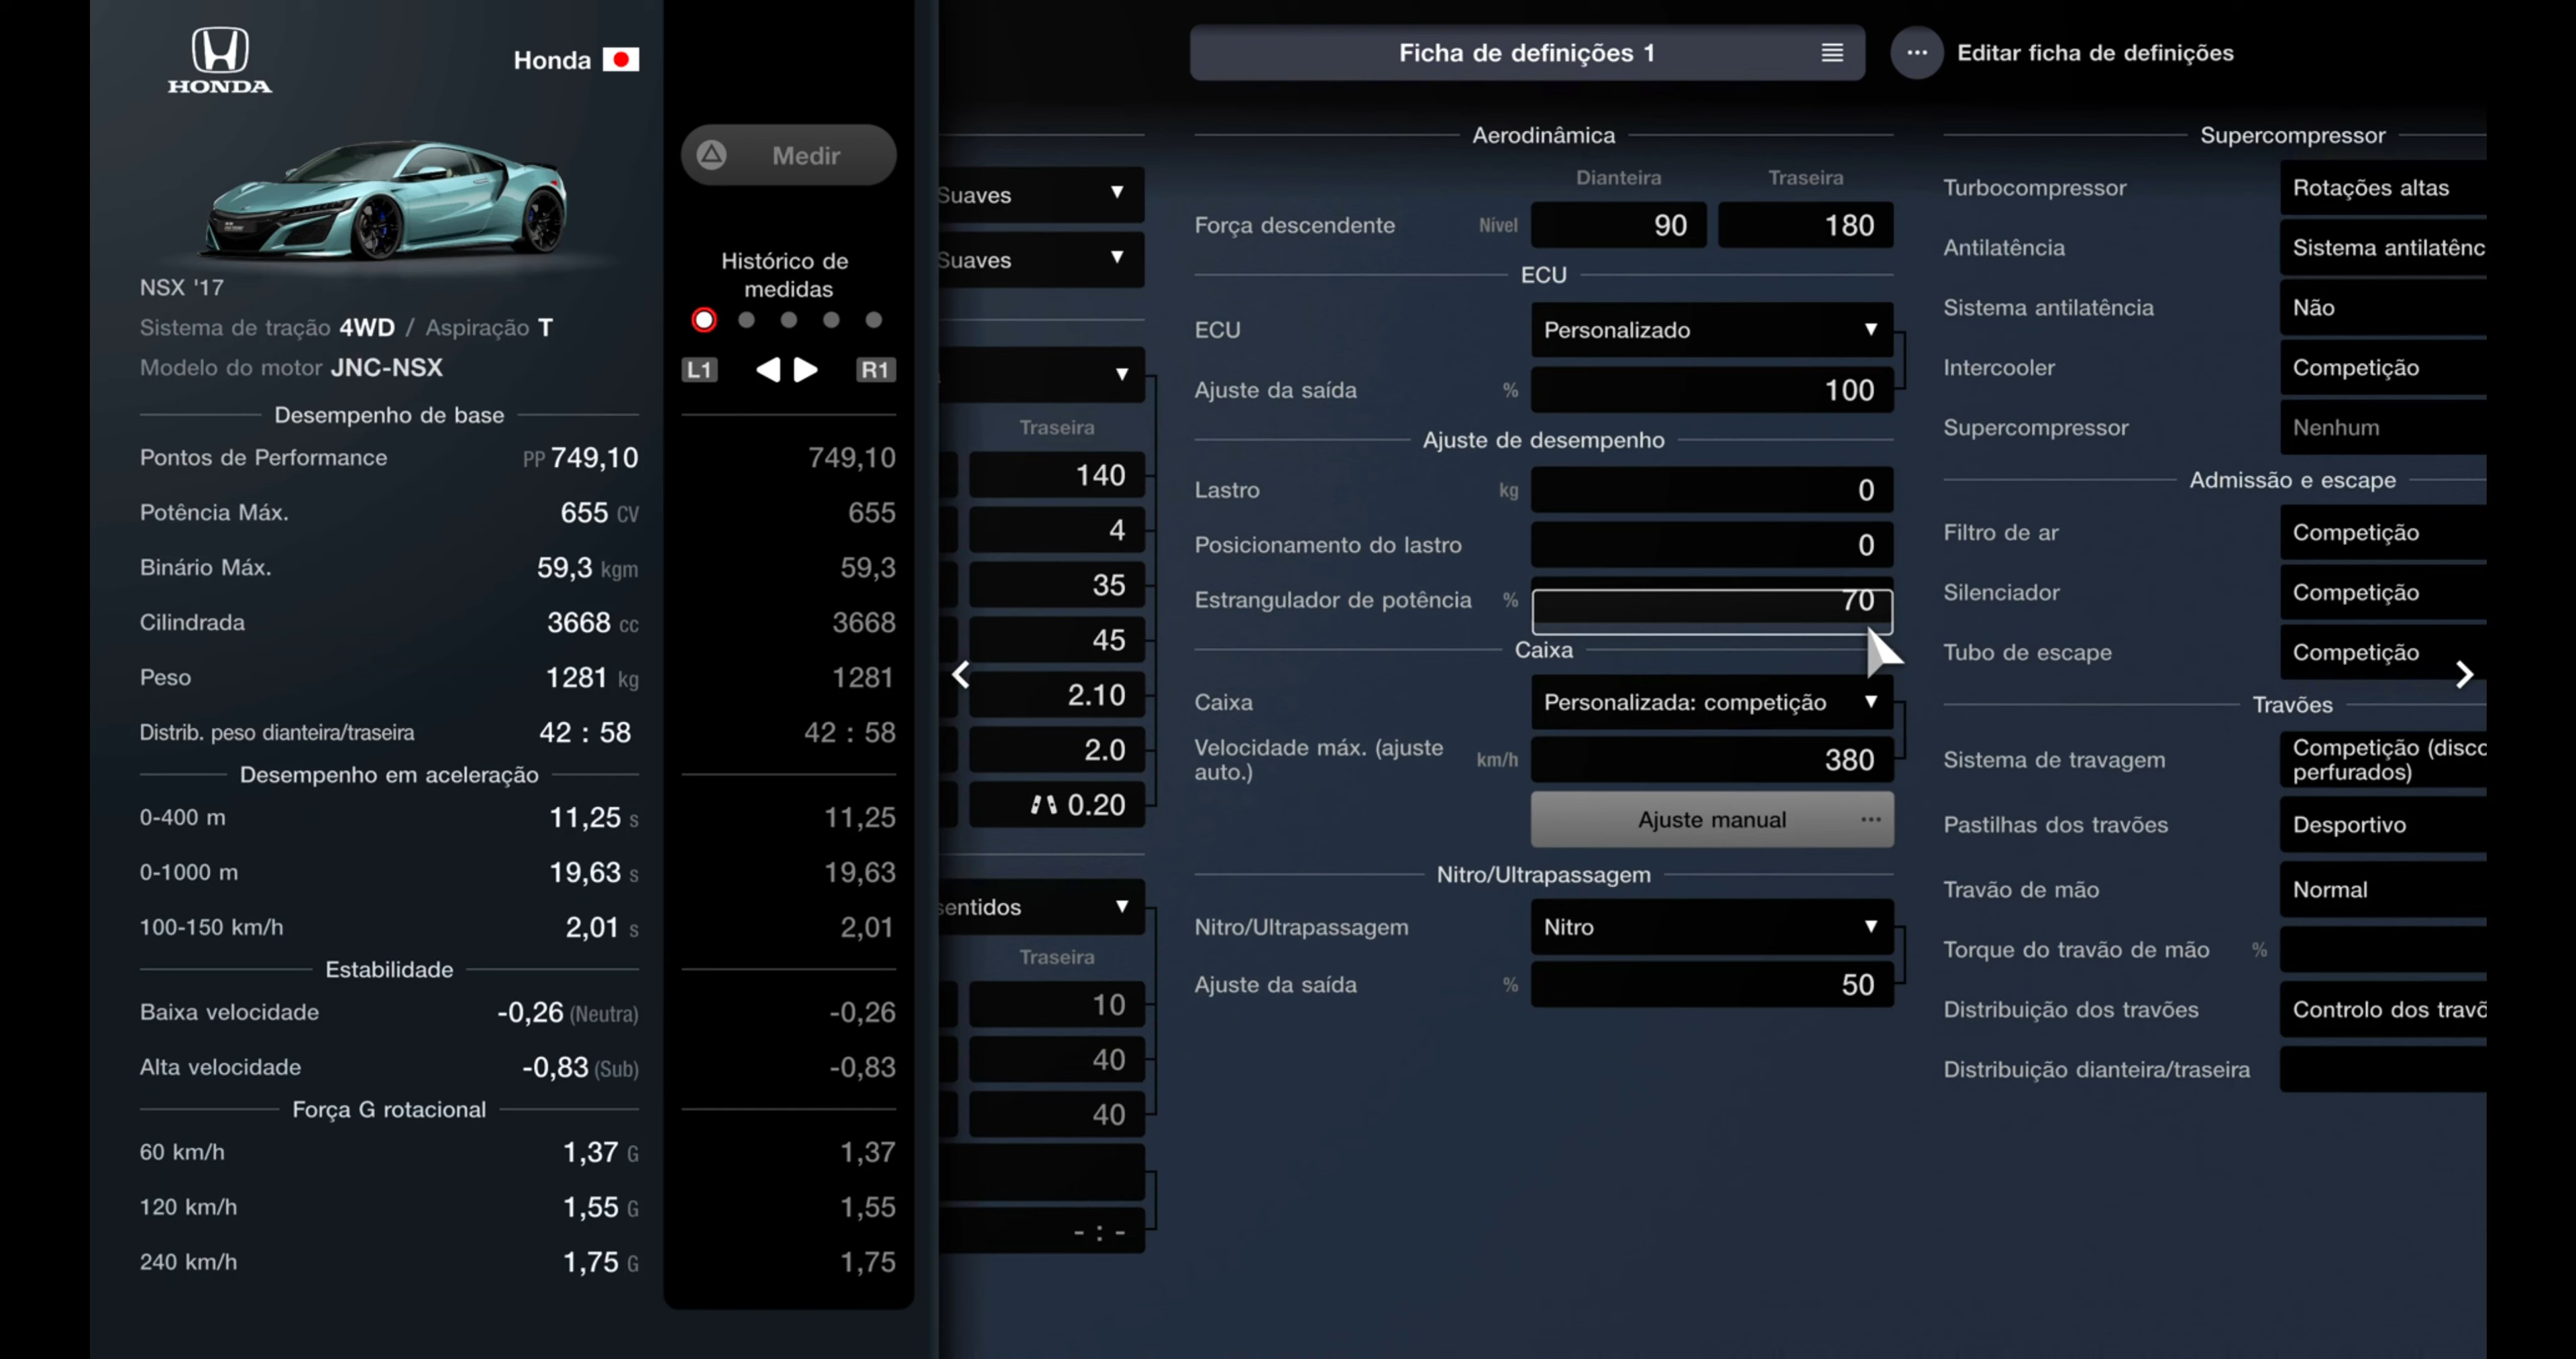 HONDA
Honda
NSX '17
Sistema de tração 4WD / Aspiração T
Modelo do motor JNC-NSX
Desempenho de base
Pontos de Performance PP 749,10
Potência Máx. 655 CV
Binário Máx. 59,3 kgm
Cilindrada 3668 cc
Peso 1281 kg
Distrib. peso dianteira/traseira 42 : 58
Desempenho em aceleração
0-400 m 11,25 s
0-1000 m 19,63 s
100-150 km/h 2,01 s
Estabilidade
Baixa velocidade -0,26 (Neutra)
Alta velocidade -0,83 (Sub)
Força G rotacional
60 km/h 1,37 G
120 km/h 1,55 G
240 km/h 1,75 G
Medir
Histórico de
medidas
L1 R1
749,10
655
59,3
3668
1281
42 : 58
11,25
19,63
2,01
-0,26
-0,83
1,37
1,55
1,75
Suaves
Suaves
Traseira
140
4
35
45
2.10
2.0
0.20
sentidos
Traseira
10
40
40
- : -
Ficha de definições 1
Editar ficha de definições
Aerodinâmica
Dianteira Traseira
Força descendente Nível 90 180
ECU
ECU Personalizado
Ajuste da saída % 100
Ajuste de desempenho
Lastro kg 0
Posicionamento do lastro 0
Estrangulador de potência % 70
Caixa
Caixa Personalizada: competição
Velocidade máx. (ajuste
auto.) km/h 380
Ajuste manual ...
Nitro/Ultrapassagem
Nitro/Ultrapassagem Nitro
Ajuste da saída % 50
Supercompressor
Turbocompressor Rotações altas
Antilatência Sistema antilatênc
Sistema antilatência Não
Intercooler Competição
Supercompressor Nenhum
Admissão e escape
Filtro de ar Competição
Silenciador Competição
Tubo de escape Competição
Travões
Sistema de travagem Competição (disco
perfurados)
Pastilhas dos travões Desportivo
Travão de mão Normal
Torque do travão de mão %
Distribuição dos travões Controlo dos travõ
Distribuição dianteira/traseira